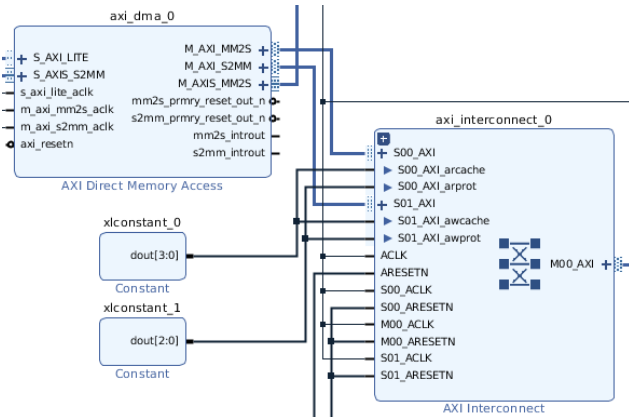 axi_dma_0
S_AXI_LITE
S_AXIS_S2MM
s_axi_lite_aclk
m_axi_mm2s_aclk
m_axi_s2mm_aclk
axi_resetn
M_AXI_MM2S
M_AXI_S2MM
M_AXIS_MM2S
mm2s_prmry_reset_out_n
s2mm_prmry_reset_out_n
mm2s_introut
s2mm_introut
AXI Direct Memory Access
xlconstant_0
dout[3:0]
Constant
xlconstant_1
dout[2:0]
Constant
axi_interconnect_0
S00_AXI
S00_AXI_arcache
S00_AXI_arprot
S01_AXI
S01_AXI_awcache
S01_AXI_awprot
ACLK
ARESETN
S00_ACLK
S00_ARESETN
M00_ACLK
M00_ARESETN
S01_ACLK
S01_ARESETN
M00_AXI
AXI Interconnect